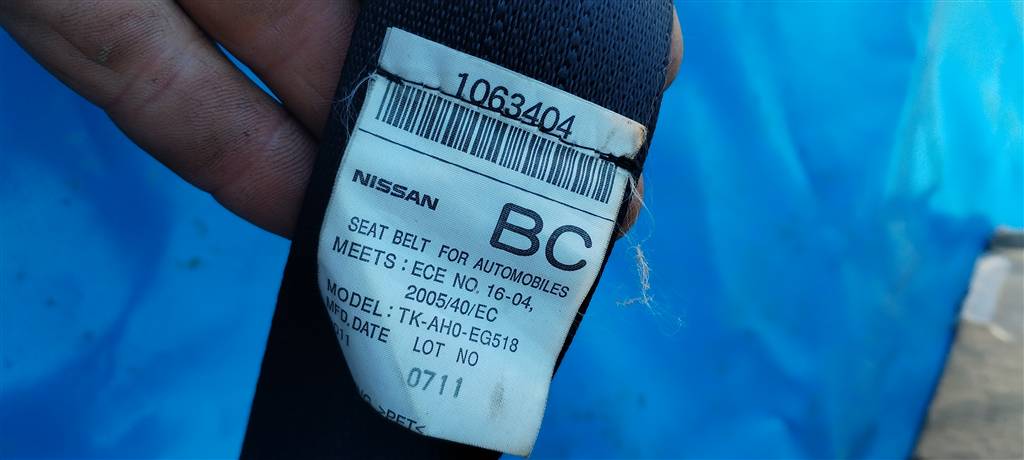 1063404
NISSAN BC
SEAT BELT FOR AUTOMOBILES
MEETS : ECE NO. 16-04,
2005/40/EC
MODEL : TK-AH0-EG518
MFD. DATE LOT NO
0711
>PET<